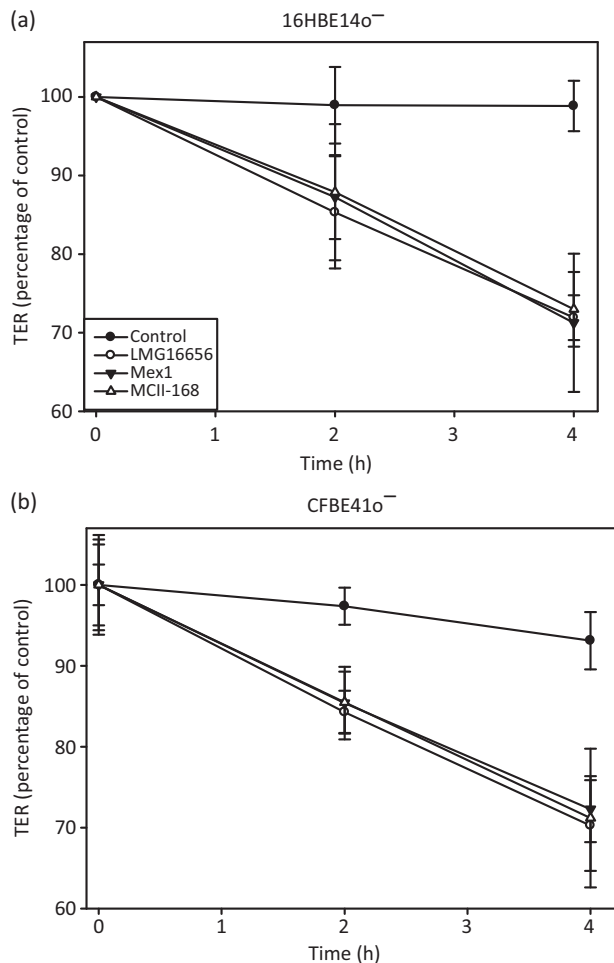 (a)
16HBE14o–
TER (percentage of control)
100
90
80
70
60
Control
LMG16656
Mex1
MCII-168
0
1
2
3
4
Time (h)
(b)
CFBE41o–
TER (percentage of control)
100
90
80
70
60
0
1
2
3
4
Time (h)